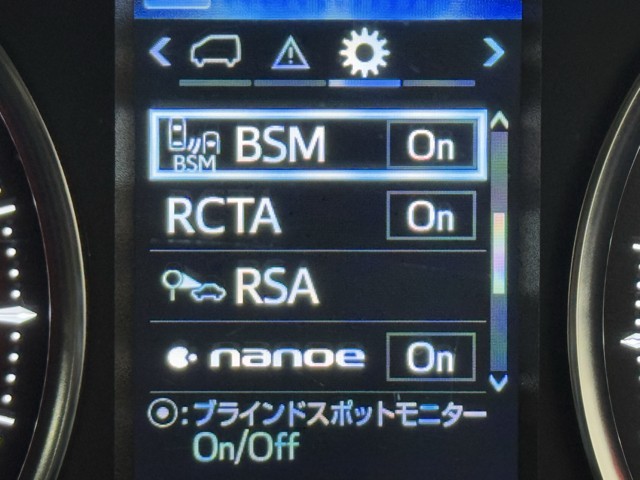 BSM BSM On
RCTA On
RSA
nanoe On
⦿:ブラインドスポットモニター
On/Off